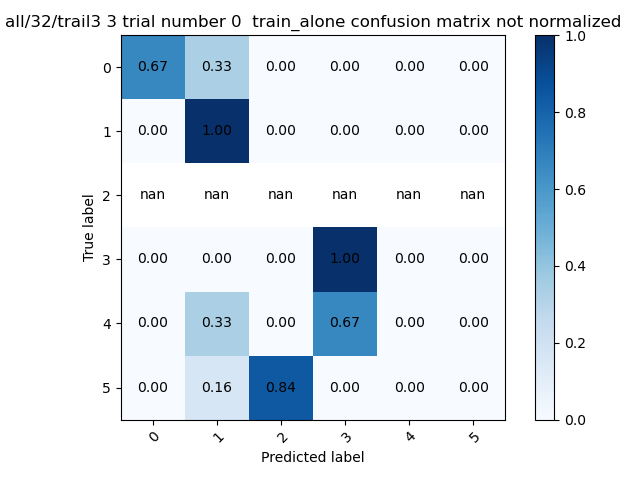 all/32/trail3 3 trial number 0  train_alone confusion matrix not normalized
0 0.67 0.33 0.00 0.00 0.00 0.00
1 0.00 1.00 0.00 0.00 0.00 0.00
2 nan nan nan nan nan nan
3 0.00 0.00 0.00 1.00 0.00 0.00
4 0.00 0.33 0.00 0.67 0.00 0.00
5 0.00 0.16 0.84 0.00 0.00 0.00
0 1 2 3 4 5
True label
Predicted label
1.0
0.8
0.6
0.4
0.2
0.0